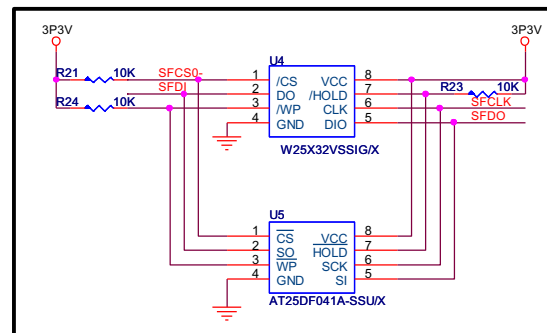 3P3V
3P3V
U4
R21 10K SFCS0- 1 /CS VCC 8
SFDI 2 DO /HOLD 7 R23 10K
R24 10K 3 /WP CLK 6 SFCLK
4 GND DIO 5 SFDO
W25X32VSSIG/X
U5
1 CS VCC 8
2 SO HOLD 7
3 WP SCK 6
4 GND SI 5
AT25DF041A-SSU/X